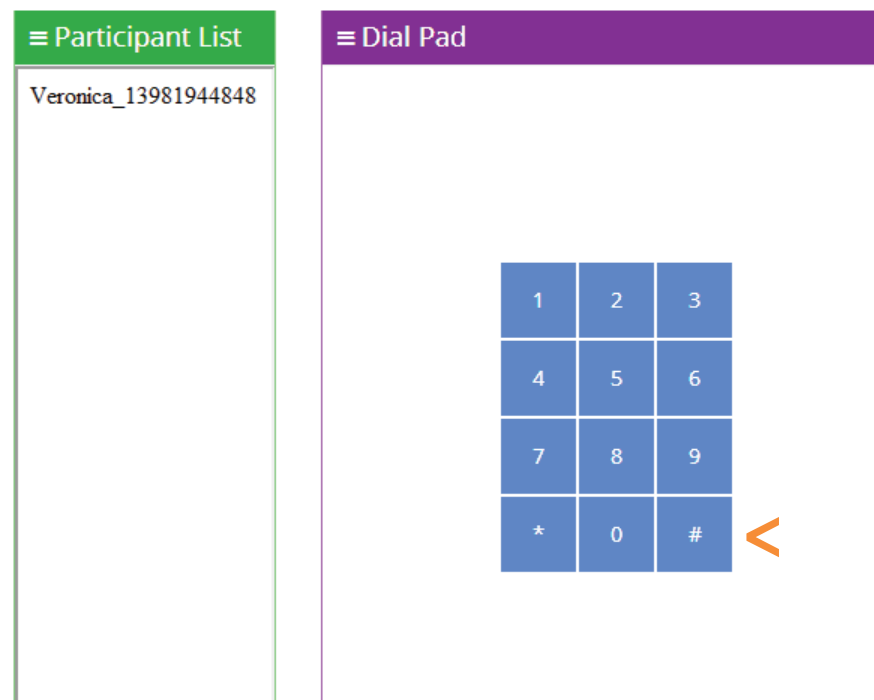 ≡ Participant List
Veronica_13981944848
≡ Dial Pad
1 2 3
4 5 6
7 8 9
* 0 #
<